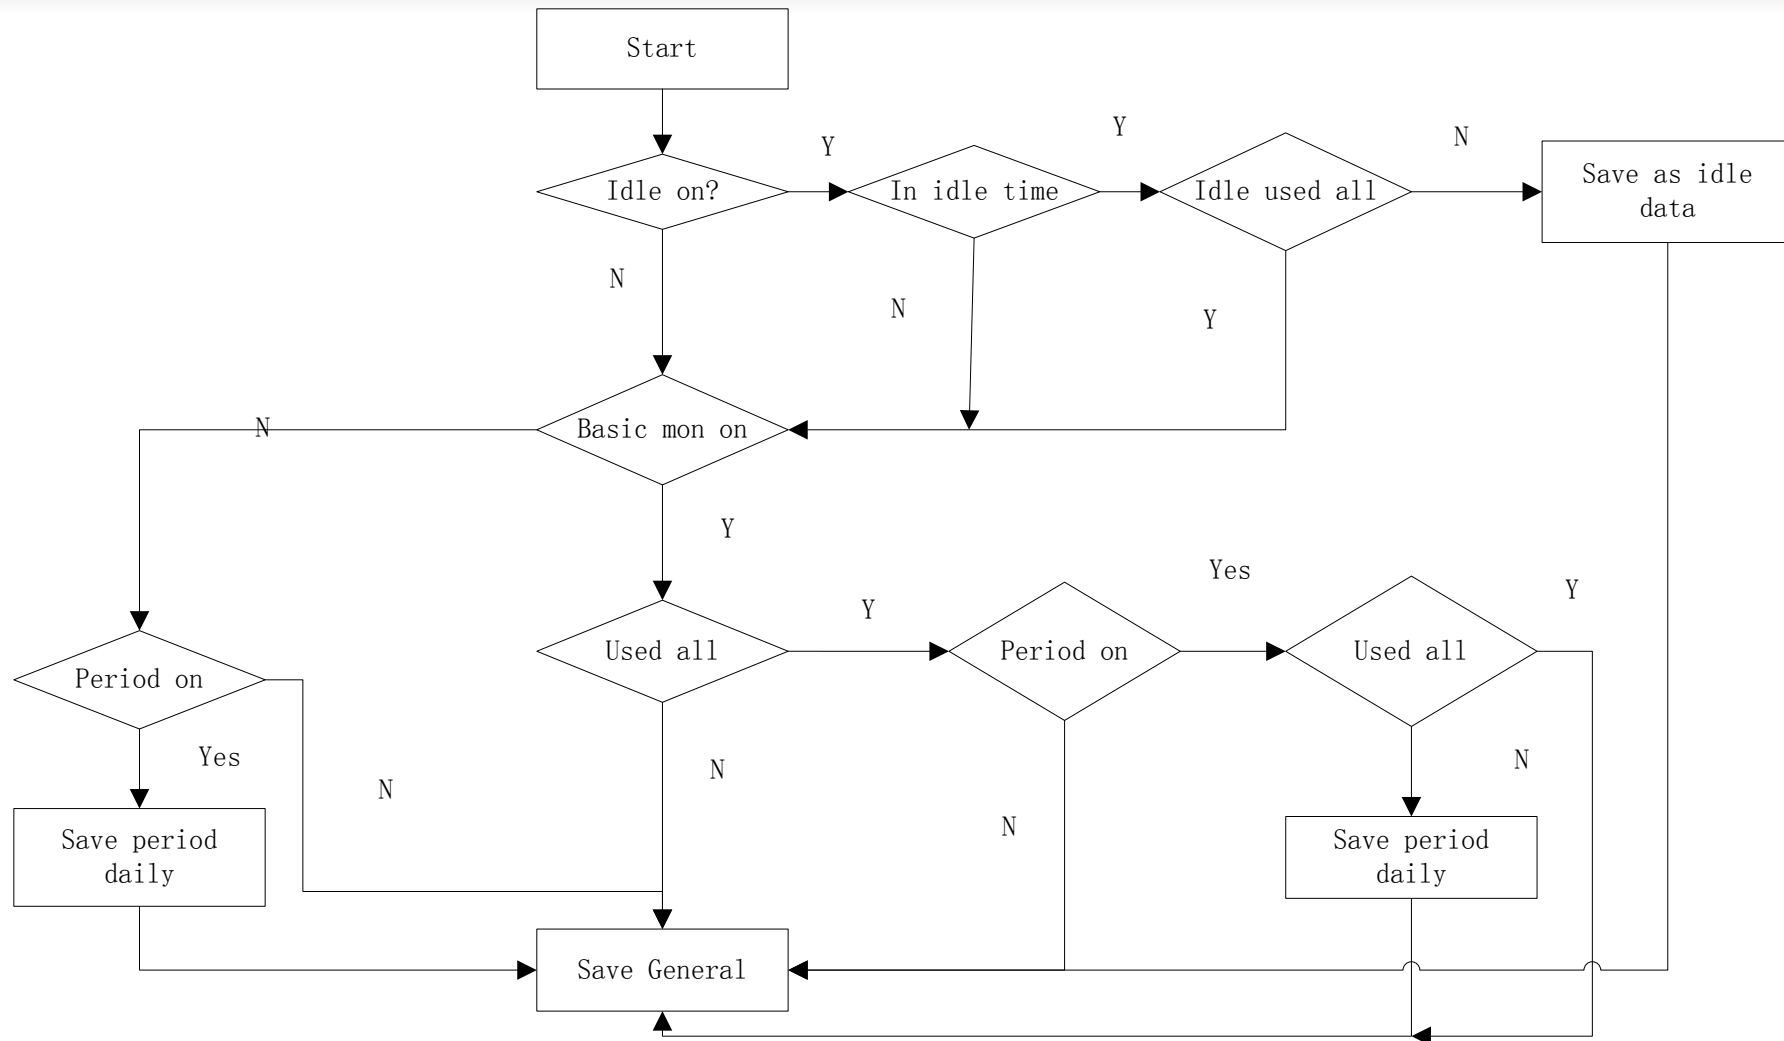 Start
Y
Y
N
Idle on?
In idle time
Idle used all
Save as idle
data
N
N
Y
N
Basic mon on
Y
Yes
Y
Y
Used all
Period on
Used all
Period on
Yes
N
N
N
N
Save period
daily
Save period
daily
Save General